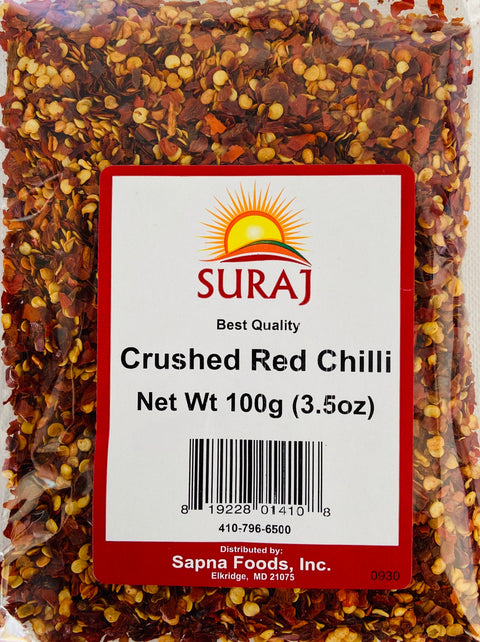 SURAJ
Best Quality
Crushed Red Chilli
Net Wt 100g (3.5oz)
8 19228 01410 8
410-796-6500
Distributed by:
Sapna Foods, Inc.
Elkridge, MD 21075
0930